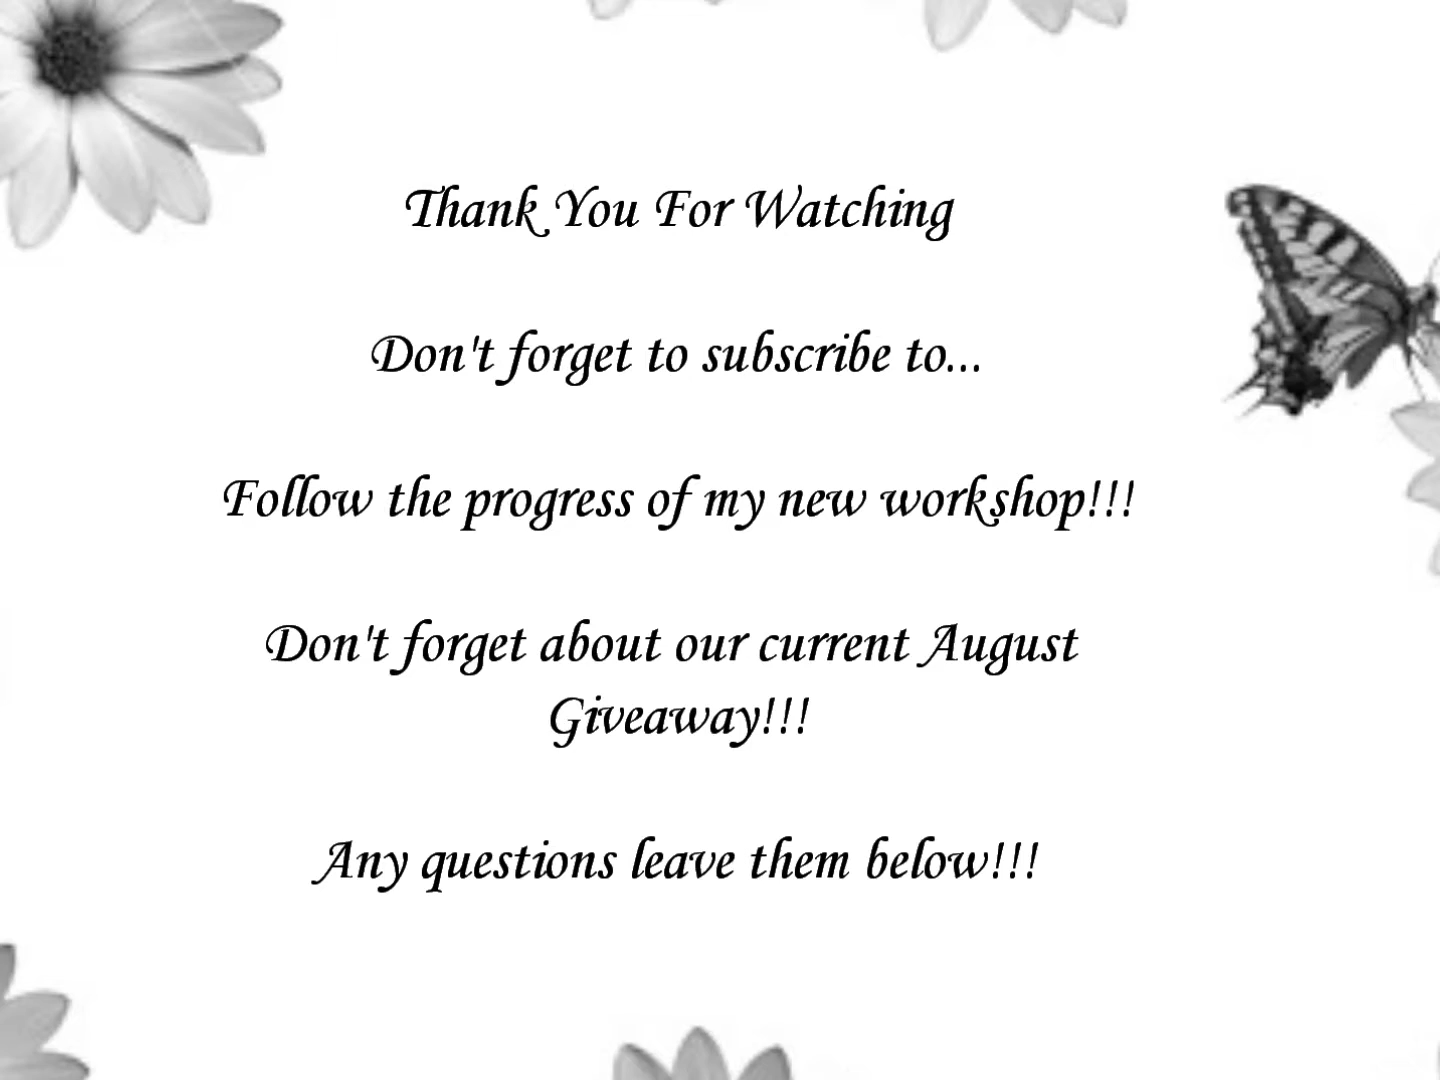 Thank You For Watching
Don't forget to subscribe to...
Follow the progress of my new workshop!!!
Don't forget about our current August
Giveaway!!!
Any questions leave them below!!!